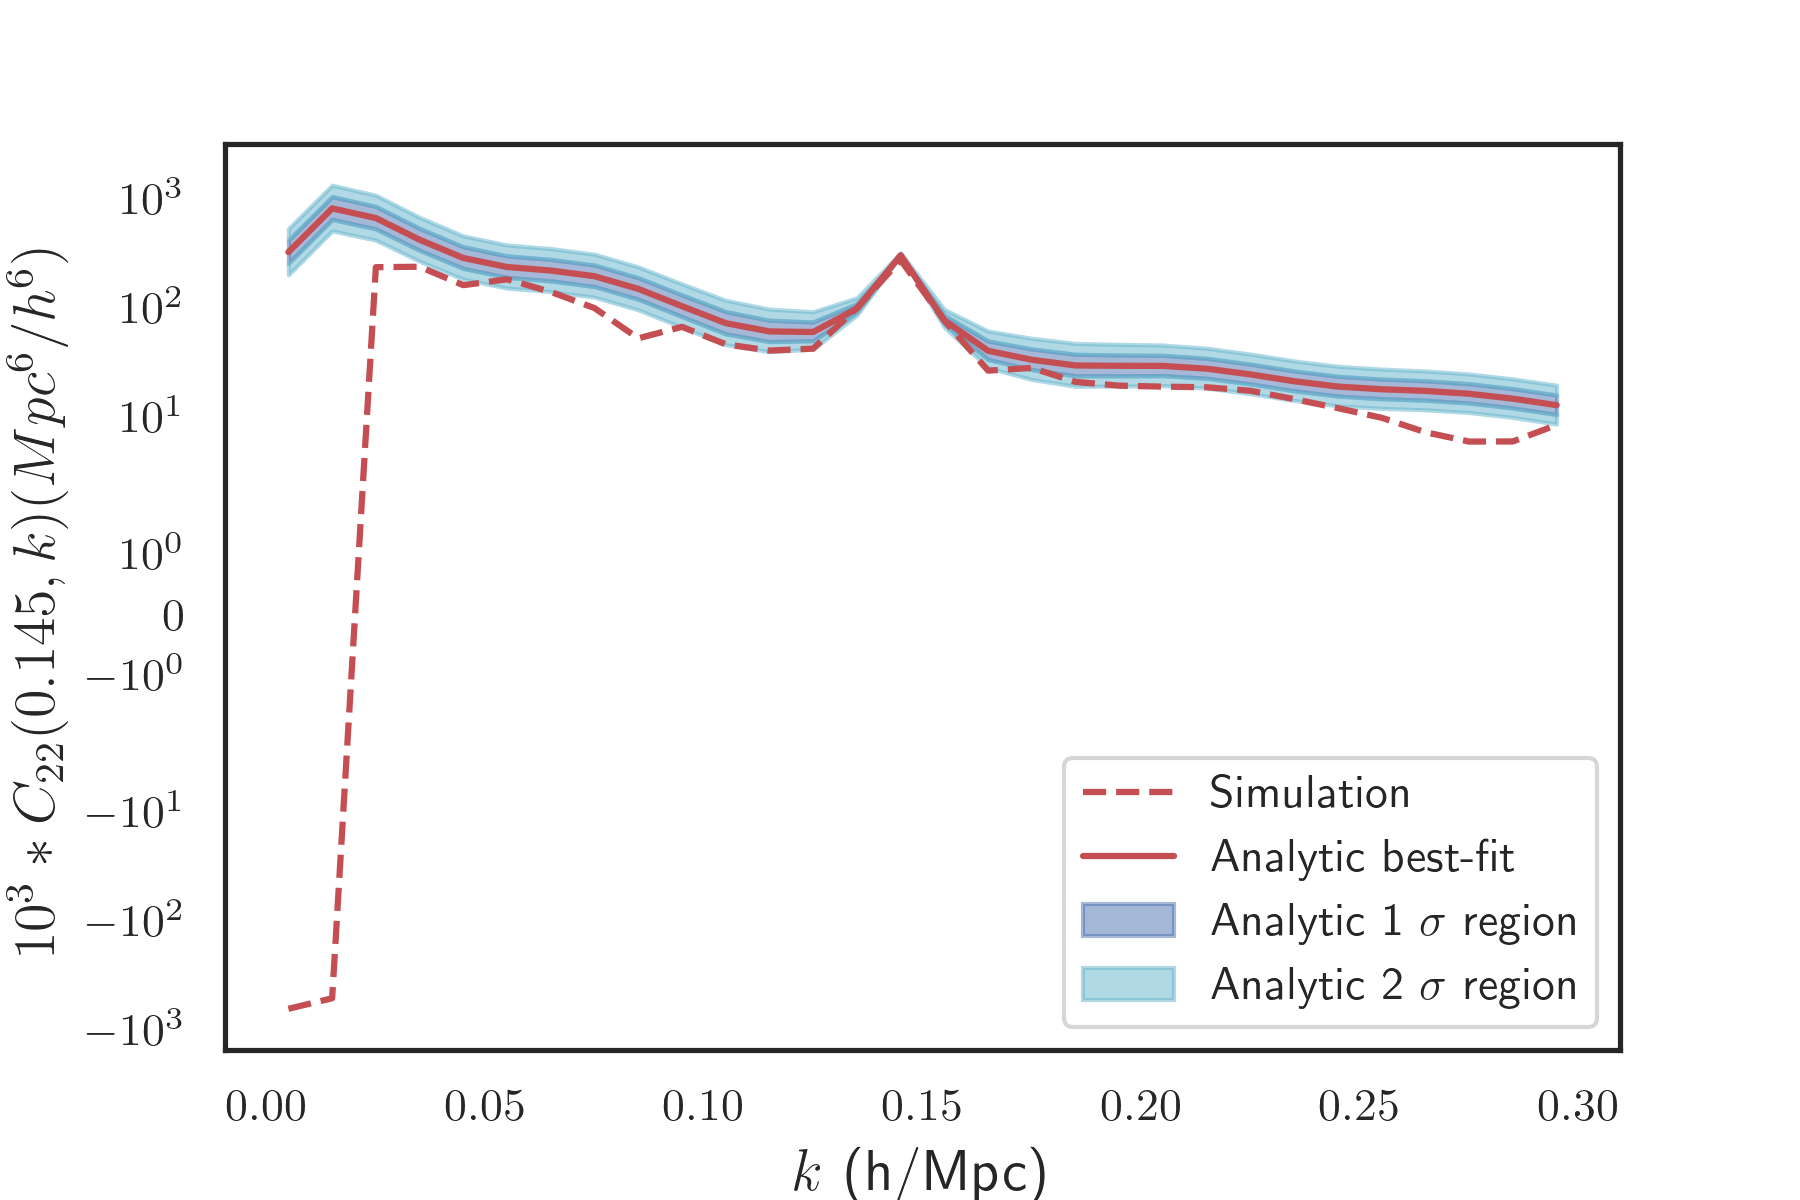 10³ * C₂₂(0.145, k)(Mpc⁶/h⁶)
10³
10²
10¹
10⁰
0
−10⁰
−10¹
−10²
−10³
Simulation
Analytic best-fit
Analytic 1 σ region
Analytic 2 σ region
0.00 0.05 0.10 0.15 0.20 0.25 0.30
k (h/Mpc)